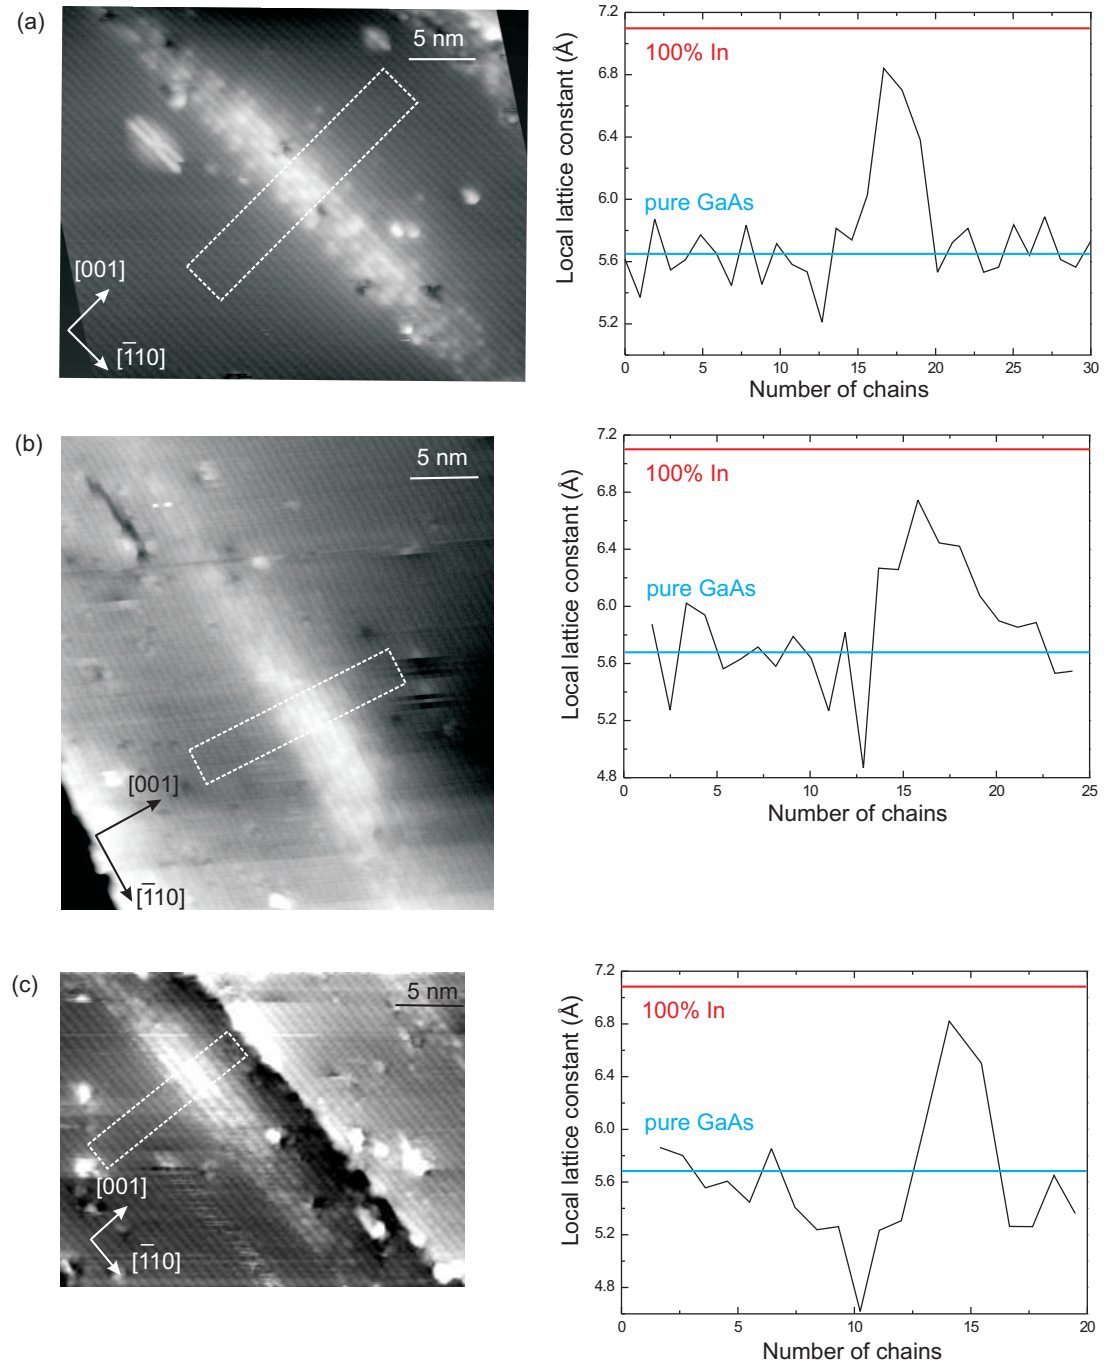 (a)
5 nm
[001]
[1̅10]
7.2
6.8
6.4
6.0
5.6
5.2
100% In
pure GaAs
Local lattice constant (Å)
0 5 10 15 20 25 30
Number of chains
(b)
5 nm
[001]
[1̅10]
7.2
6.8
6.4
6.0
5.6
5.2
4.8
100% In
pure GaAs
Local lattice constant (Å)
0 5 10 15 20 25
Number of chains
(c)
5 nm
[001]
[1̅10]
7.2
6.8
6.4
6.0
5.6
5.2
4.8
100% In
pure GaAs
Local lattice constant (Å)
0 5 10 15 20
Number of chains